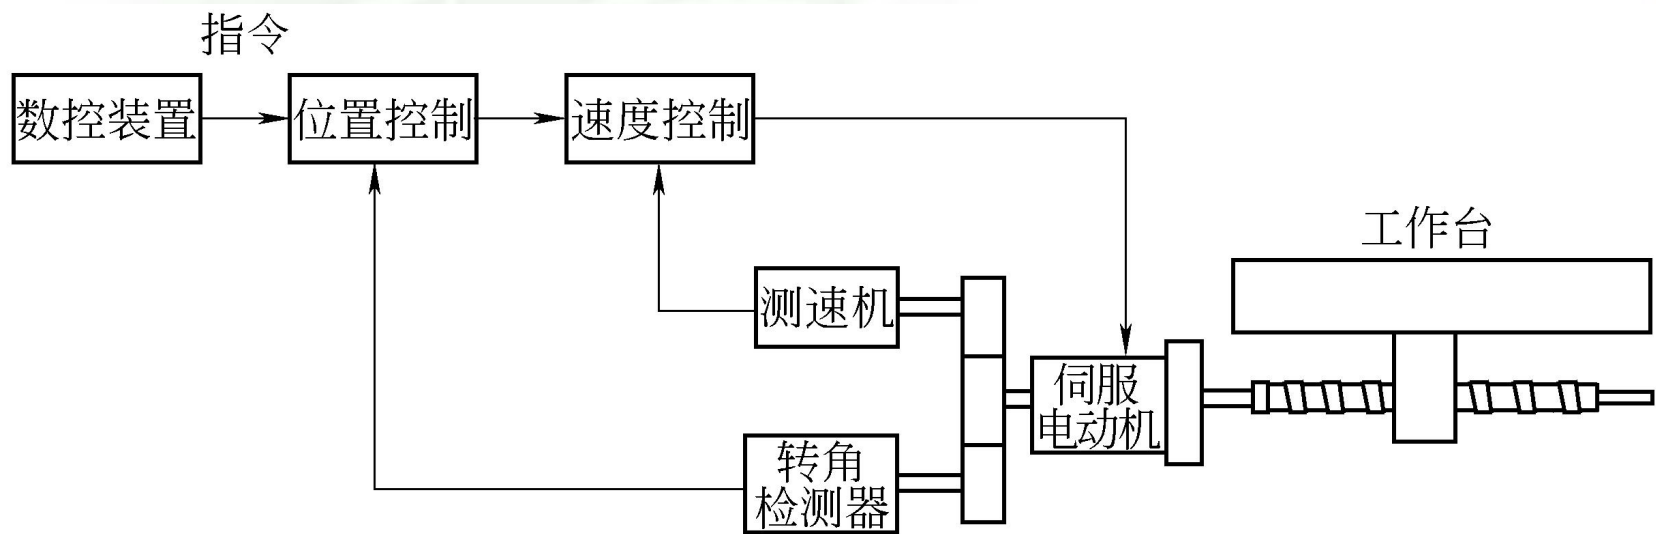 指令
数控装置
位置控制
速度控制
工作台
测速机
伺服
电动机
转角
检测器